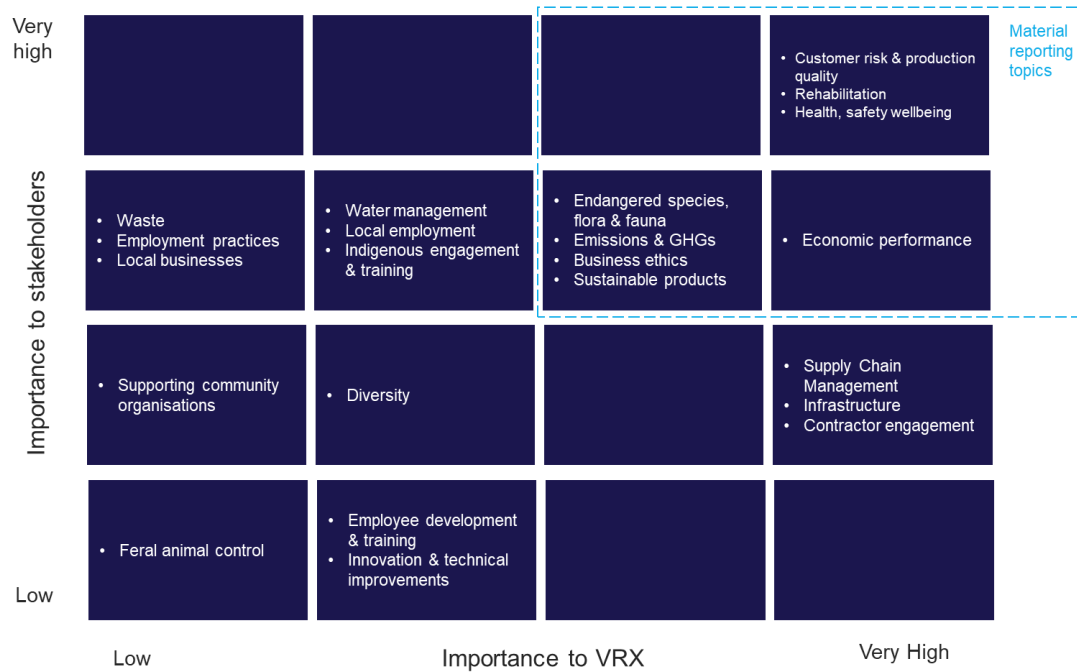 Very
high
Material
reporting
topics
• Customer risk & production
quality
• Rehabilitation
• Health, safety wellbeing
Importance to stakeholders
• Waste
• Employment practices
• Local businesses
• Water management
• Local employment
• Indigenous engagement
& training
• Endangered species,
flora & fauna
• Emissions & GHGs
• Business ethics
• Sustainable products
• Economic performance
• Supporting community
organisations
• Diversity
• Supply Chain
Management
• Infrastructure
• Contractor engagement
• Feral animal control
• Employee development
& training
• Innovation & technical
improvements
Low
Low
Importance to VRX
Very High